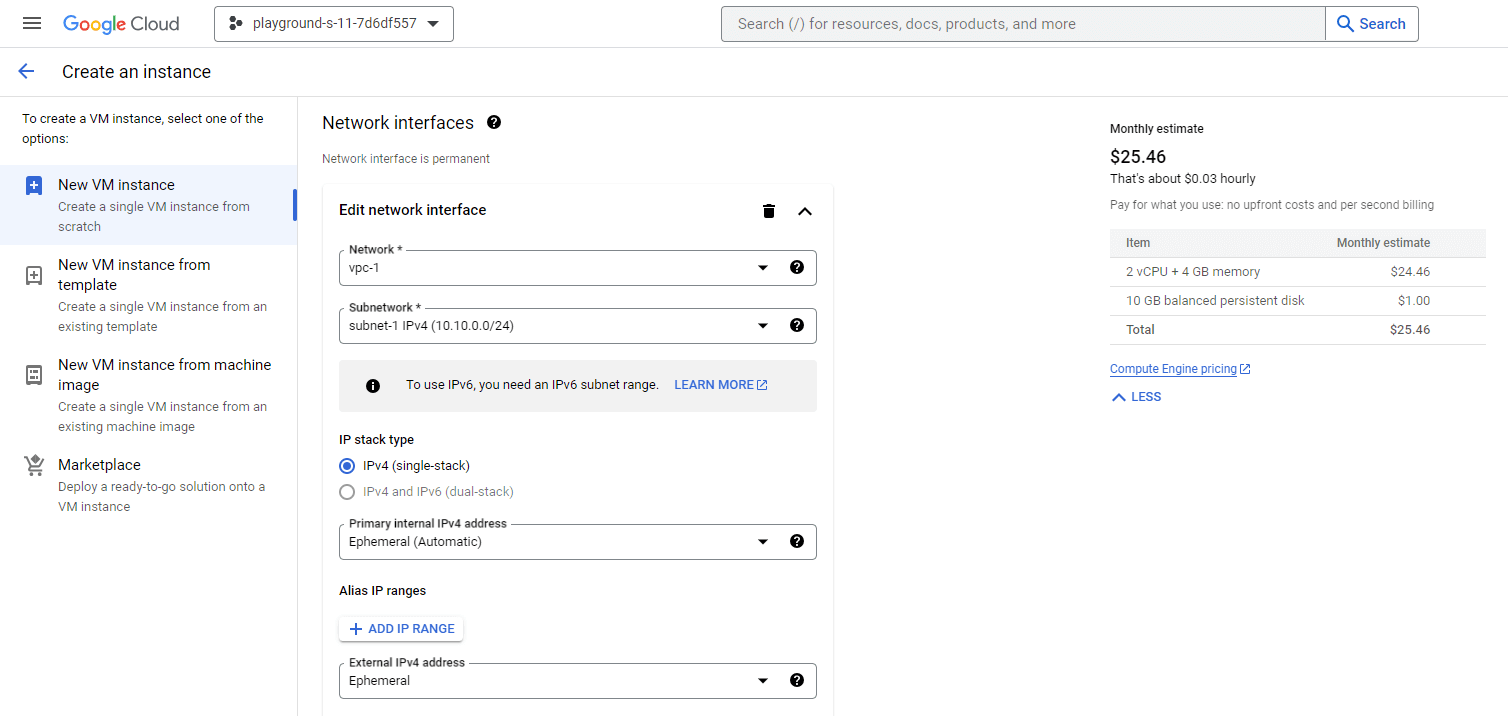 Google Cloud
playground-s-11-7d6df557
Search (/) for resources, docs, products, and more
Search
Create an instance
To create a VM instance, select one of the
options:
New VM instance
Create a single VM instance from
scratch
New VM instance from
template
Create a single VM instance from an
existing template
New VM instance from machine
image
Create a single VM instance from an
existing machine image
Marketplace
Deploy a ready-to-go solution onto a
VM instance
Network interfaces
Network interface is permanent
Edit network interface
Network *
vpc-1
Subnetwork *
subnet-1 IPv4 (10.10.0.0/24)
To use IPv6, you need an IPv6 subnet range. LEARN MORE
IP stack type
IPv4 (single-stack)
IPv4 and IPv6 (dual-stack)
Primary internal IPv4 address
Ephemeral (Automatic)
Alias IP ranges
ADD IP RANGE
External IPv4 address
Ephemeral
Monthly estimate
$25.46
That's about $0.03 hourly
Pay for what you use: no upfront costs and per second billing
Item Monthly estimate
2 vCPU + 4 GB memory $24.46
10 GB balanced persistent disk $1.00
Total $25.46
Compute Engine pricing
LESS